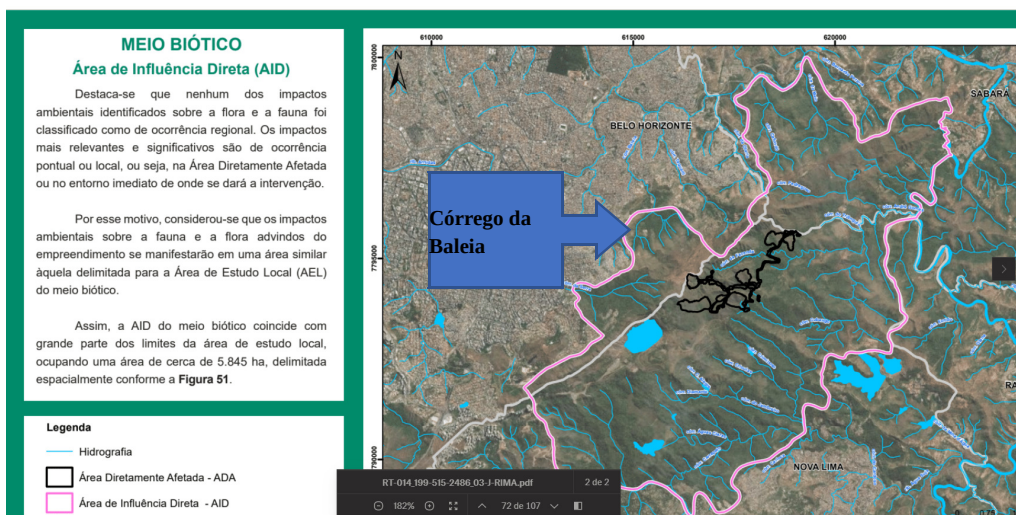 MEIO BIÓTICO
Área de Influência Direta (AID)
Destaca-se que nenhum dos impactos
ambientais identificados sobre a flora e a fauna foi
classificado como de ocorrência regional. Os impactos
mais relevantes e significativos são de ocorrência
pontual ou local, ou seja, na Área Diretamente Afetada
ou no entorno imediato de onde se dará a intervenção.
Por esse motivo, considerou-se que os impactos
ambientais sobre a fauna e a flora advindos do
empreendimento se manifestarão em uma área similar
àquela delimitada para a Área de Estudo Local (AEL)
do meio biótico.
Assim, a AID do meio biótico coincide com
grande parte dos limites da área de estudo local,
ocupando uma área de cerca de 5.845 ha, delimitada
espacialmente conforme a Figura 51.
Legenda
Hidrografia
Área Diretamente Afetada - ADA
Área de Influência Direta - AID
610000
615000
620000
7800000
N
SABARÁ
BELO HORIZONTE
Córrego da
Baleia
NOVA LIMA
RA
RT-014_199-515-2486_03-J-RIMA.pdf
2 de 2
182%
72 de 107
0
0,75